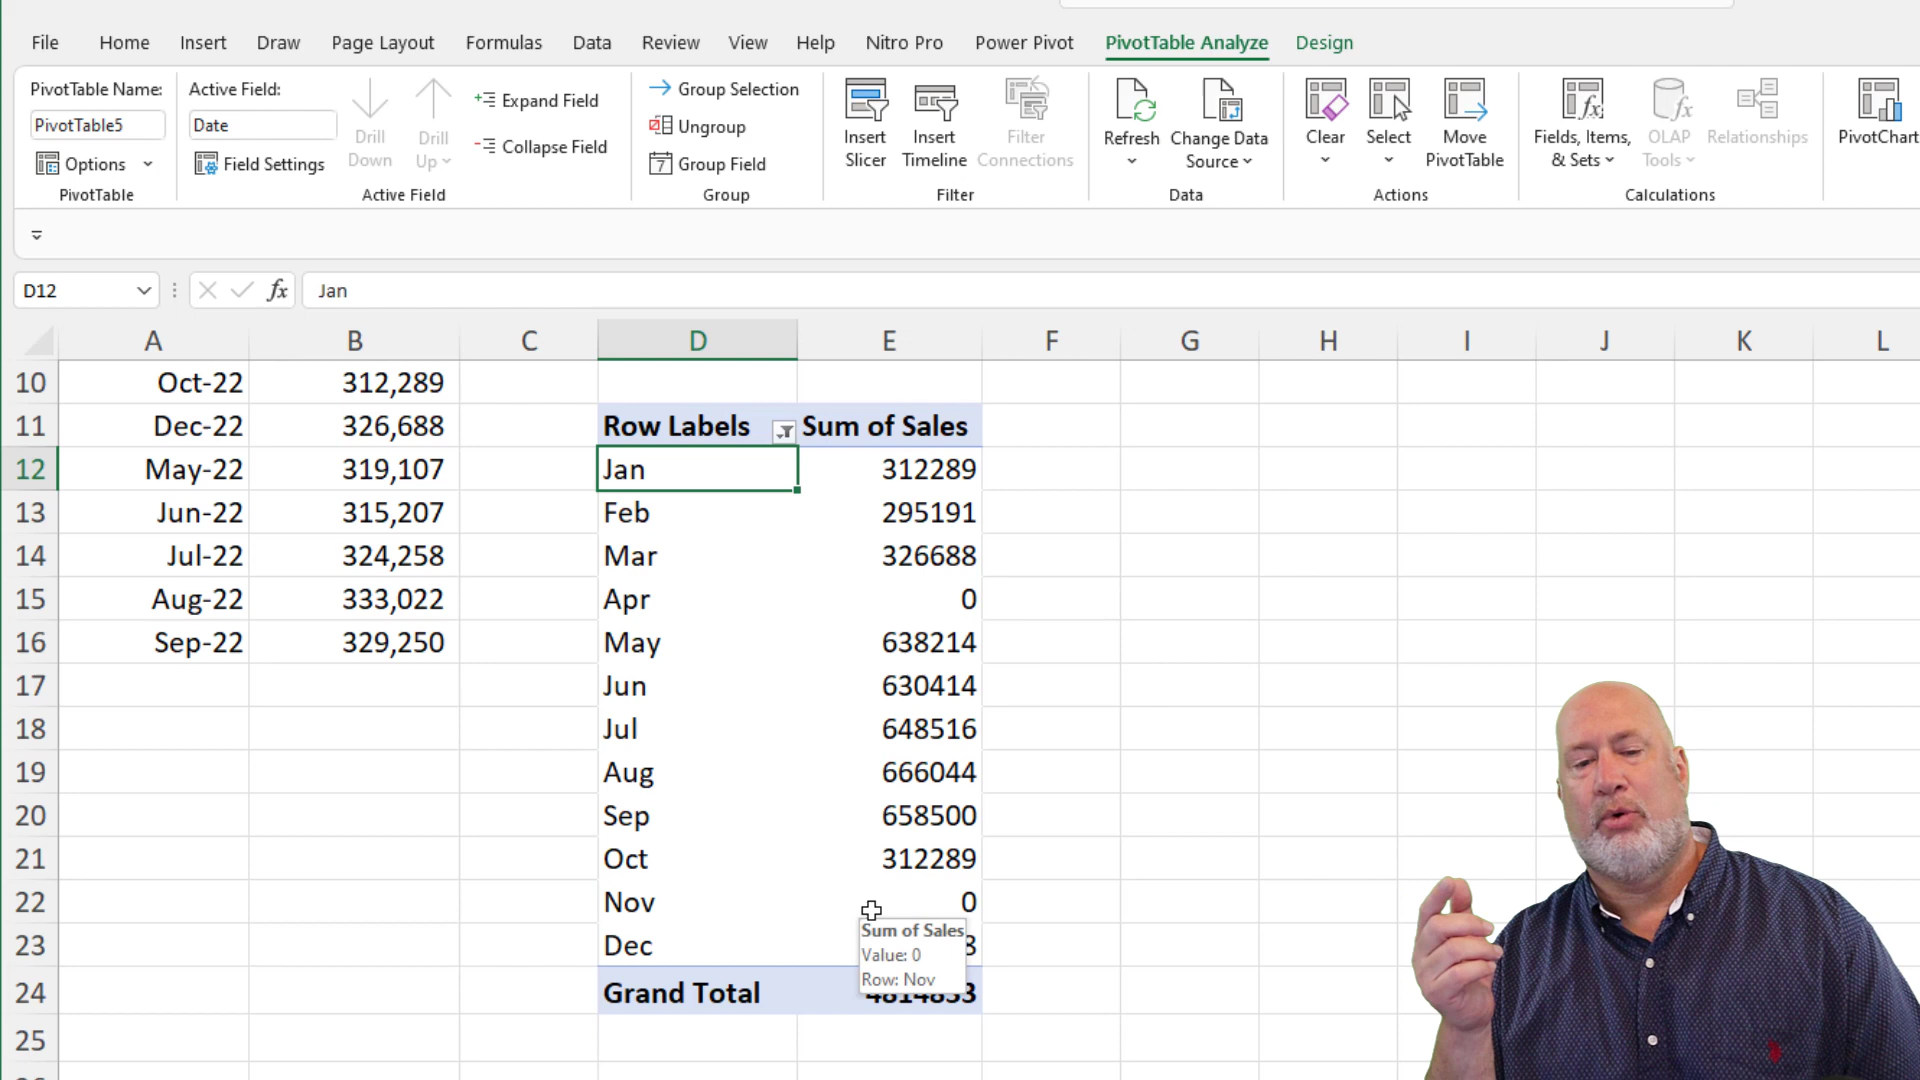 File Home Insert Draw Page Layout Formulas Data Review View Help Nitro Pro Power Pivot PivotTable Analyze Design
PivotTable Name: Active Field:
PivotTable5 Date
Options Field Settings
PivotTable
Drill Down
Drill Up
Expand Field
Collapse Field
Active Field
Group Selection
Ungroup
7 Group Field
Group
Insert Slicer
Insert Timeline
Filter Connections
Filter
Refresh
Change Data Source
Data
Clear
Select
Move PivotTable
Actions
Fields, Items, & Sets
OLAP Tools
Relationships
Calculations
PivotChart
D12 fx Jan
A B C D E F G H I J K L
10 Oct-22 312,289
11 Dec-22 326,688 Row Labels Sum of Sales
12 May-22 319,107 Jan 312289
13 Jun-22 315,207 Feb 295191
14 Jul-22 324,258 Mar 326688
15 Aug-22 333,022 Apr 0
16 Sep-22 329,250 May 638214
17 Jun 630414
18 Jul 648516
19 Aug 666044
20 Sep 658500
21 Oct 312289
22 Nov 0
23 Dec
24 Grand Total
25
Sum of Sales
Value: 0
Row: Nov